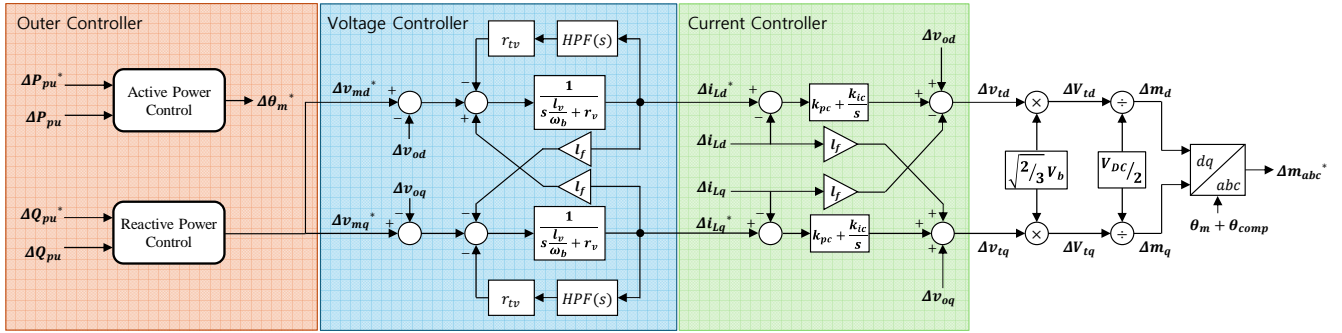 Outer Controller
Voltage Controller
Current Controller
ΔP_pu*
ΔP_pu
Active Power
Control
Δθ_m*
ΔQ_pu*
ΔQ_pu
Reactive Power
Control
Δv_md*
+
−
Δv_od
−
+
+
r_tv
HPF(s)
1
s l_v/ω_b + r_v
l_f
l_f
Δv_oq
Δv_mq*
−
+
−
−
−
1
s l_v/ω_b + r_v
r_tv
HPF(s)
Δi_Ld*
+
−
k_pc + k_ic/s
Δi_Ld
l_f
Δi_Lq
l_f
Δi_Lq*
−
+
k_pc + k_ic/s
Δv_od
+
+
−
+
+
+
Δv_oq
Δv_td
×
ΔV_td
÷
Δm_d
√(2/3) V_b
V_DC/2
Δv_tq
×
ΔV_tq
÷
Δm_q
dq
abc
Δm_abc*
θ_m + θ_comp